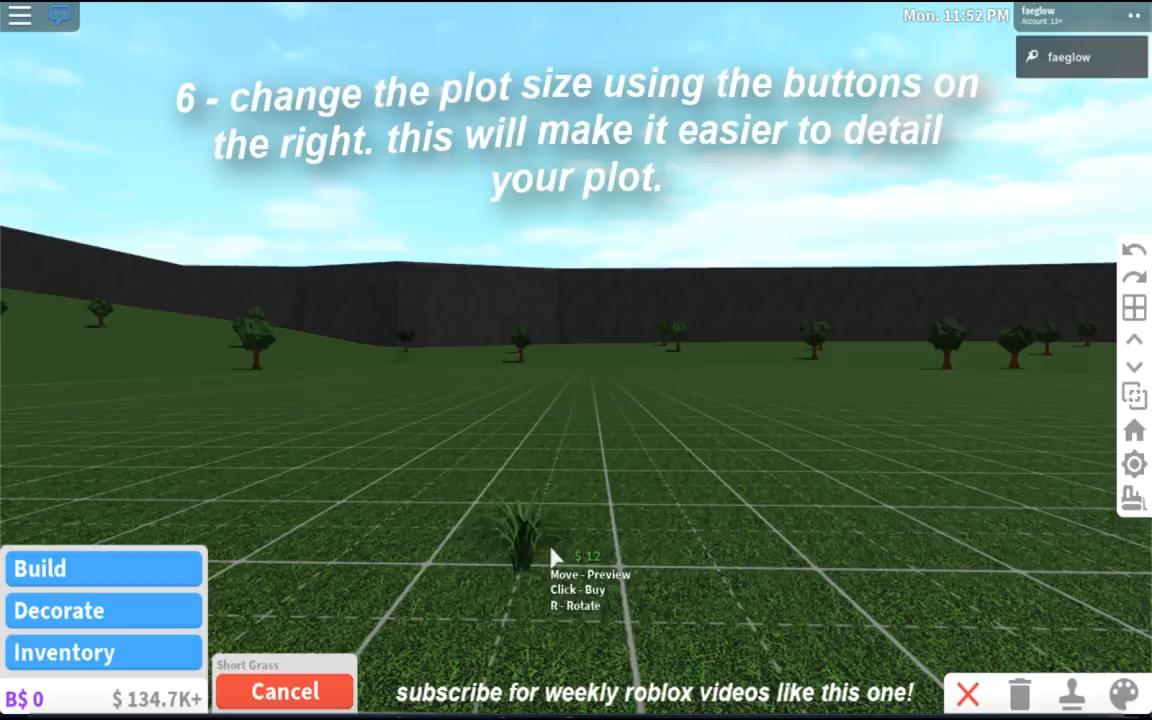 Mon. 11:52 PM
faeglow
Account: 13+
faeglow
6 - change the plot size using the buttons on
the right. this will make it easier to detail
your plot.
$ 12
Move - Preview
Click - Buy
R - Rotate
Build
Decorate
Inventory
B$ 0 $ 134.7K+
Short Grass
Cancel
subscribe for weekly roblox videos like this one!